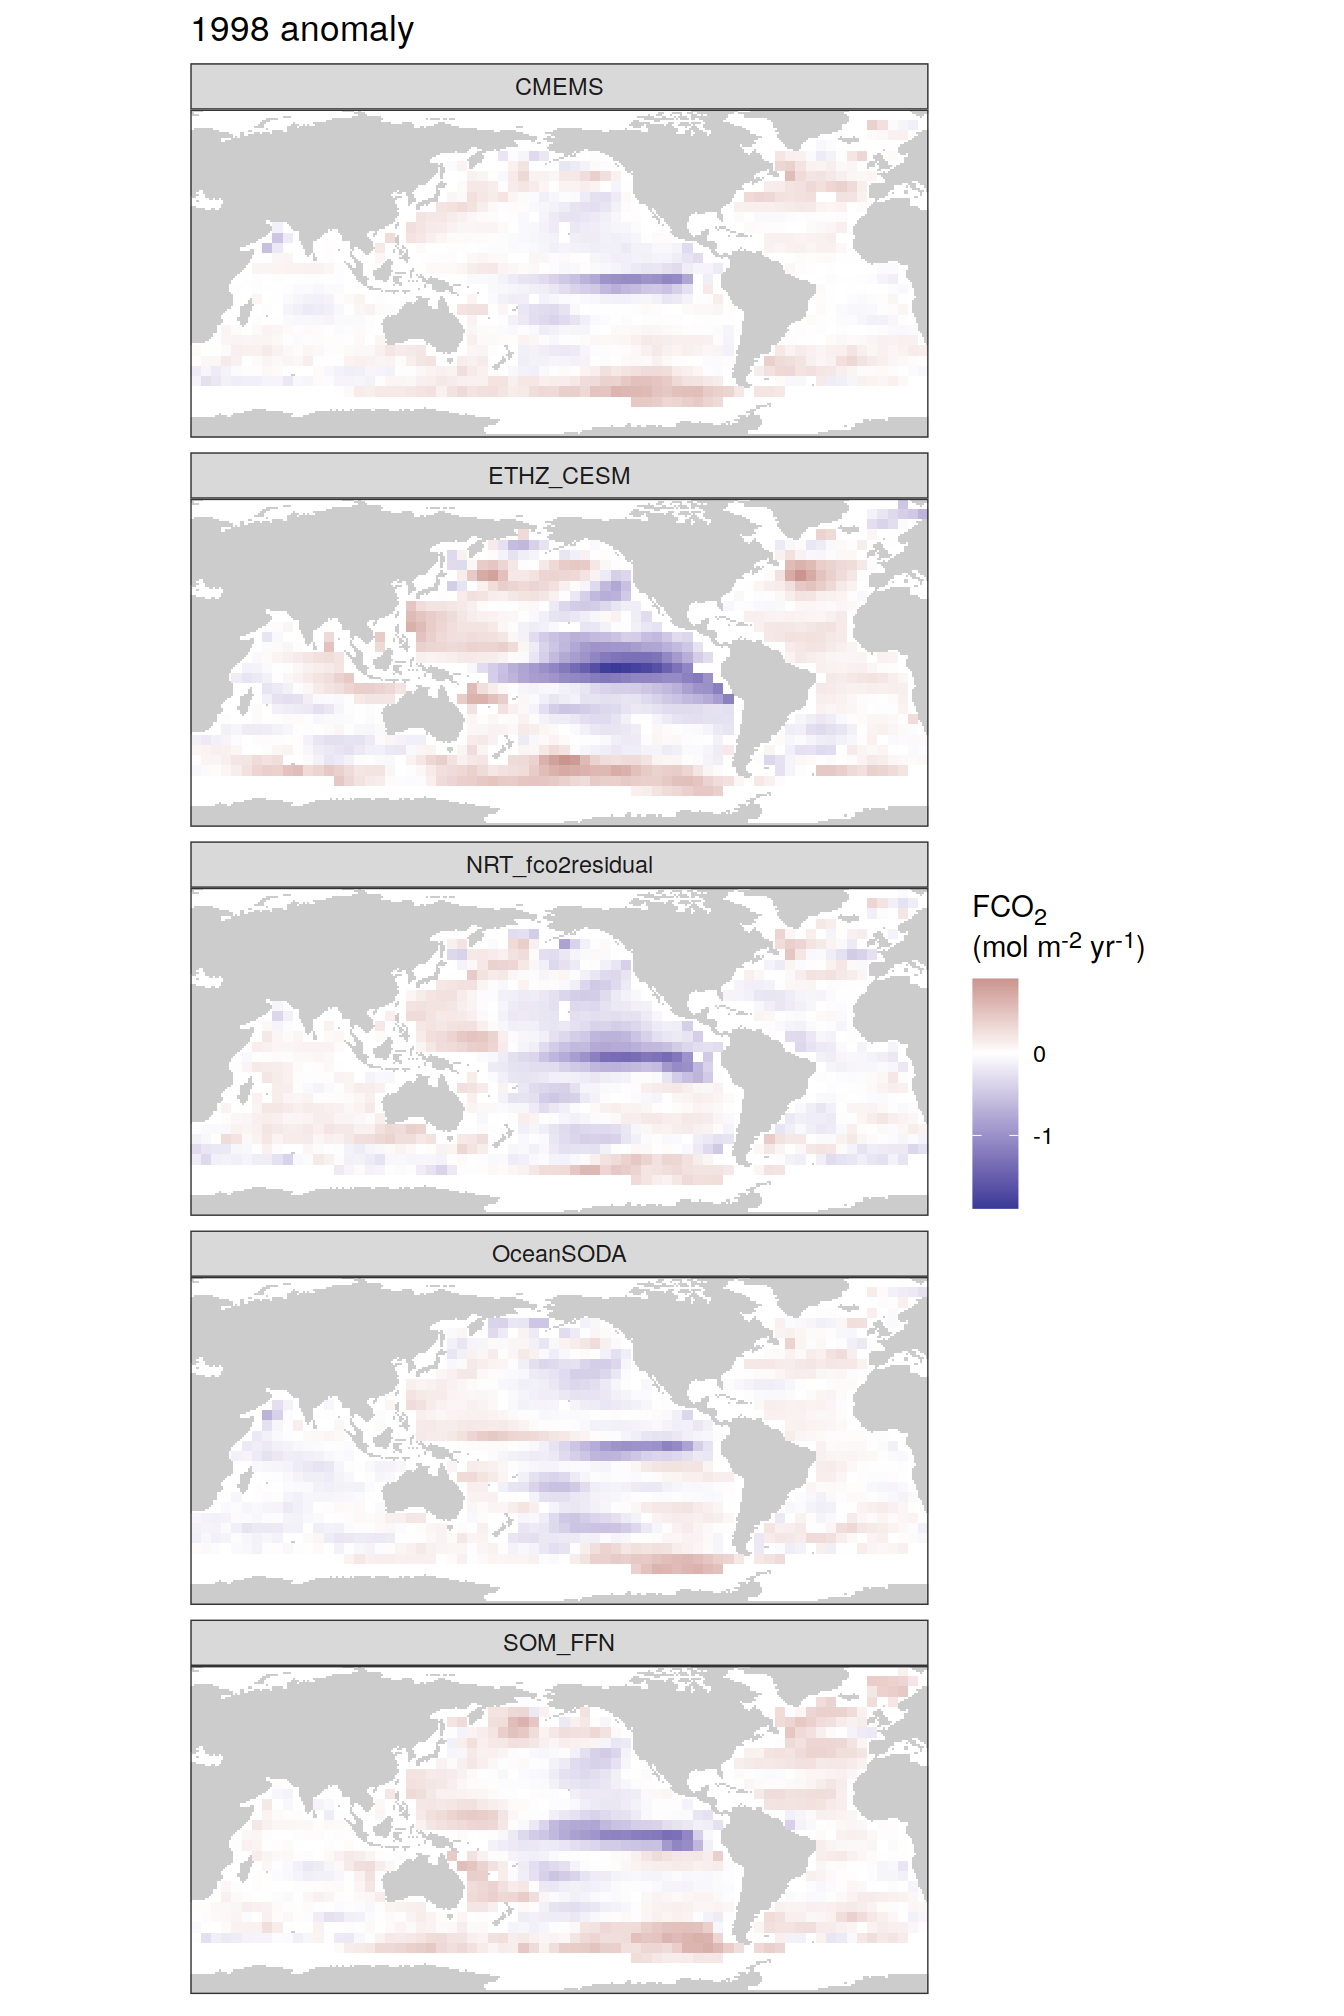 1998 anomaly
CMEMS
ETHZ_CESM
NRT_fco2residual
FCO₂
(mol m⁻² yr⁻¹)
0
-1
OceanSODA
SOM_FFN